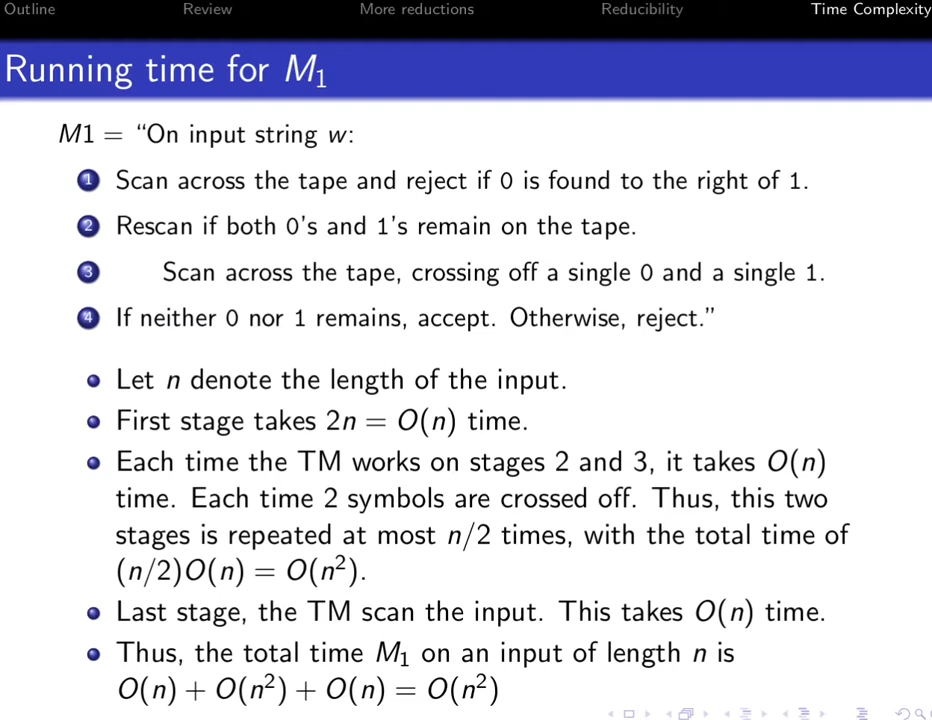 Outline Review More reductions Reducibility Time Complexity
Running time for M₁
M1 = “On input string w:
1 Scan across the tape and reject if 0 is found to the right of 1.
2 Rescan if both 0's and 1's remain on the tape.
3 Scan across the tape, crossing off a single 0 and a single 1.
4 If neither 0 nor 1 remains, accept. Otherwise, reject.”
• Let n denote the length of the input.
• First stage takes 2n = O(n) time.
• Each time the TM works on stages 2 and 3, it takes O(n)
time. Each time 2 symbols are crossed off. Thus, this two
stages is repeated at most n/2 times, with the total time of
(n/2)O(n) = O(n²).
• Last stage, the TM scan the input. This takes O(n) time.
• Thus, the total time M₁ on an input of length n is
O(n) + O(n²) + O(n) = O(n²)